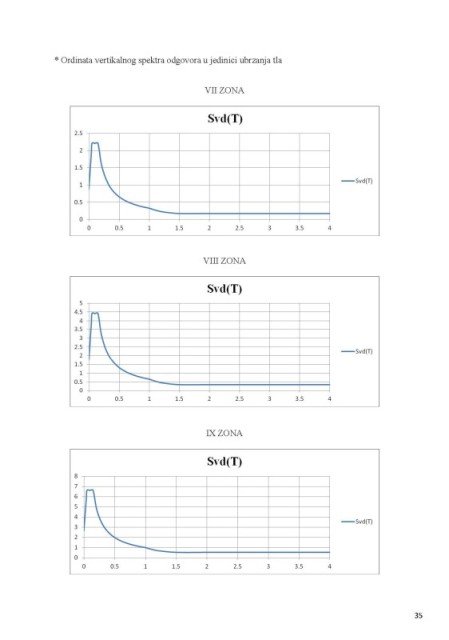 * Ordinata vertikalnog spektra odgovora u jedinici ubrzanja tla
VII ZONA
Svd(T)
2.5
2
1.5
1
0.5
0
0 0.5 1 1.5 2 2.5 3 3.5 4
Svd(T)
VIII ZONA
Svd(T)
5
4.5
4
3.5
3
2.5
2
1.5
1
0.5
0
0 0.5 1 1.5 2 2.5 3 3.5 4
Svd(T)
IX ZONA
Svd(T)
8
7
6
5
4
3
2
1
0
0 0.5 1 1.5 2 2.5 3 3.5 4
Svd(T)
35